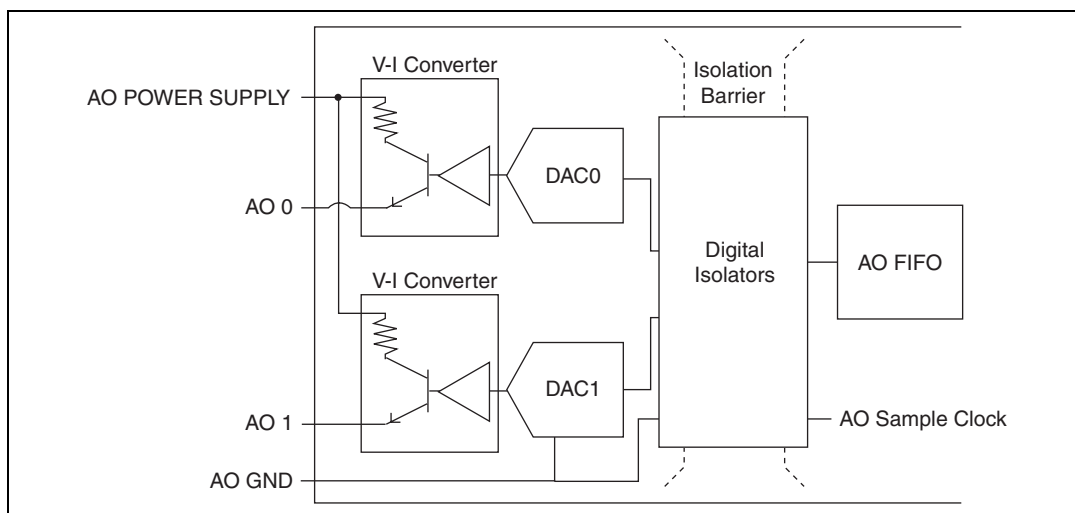 V-I Converter
Isolation
Barrier
AO POWER SUPPLY
DAC0
AO 0
Digital
Isolators
AO FIFO
V-I Converter
DAC1
AO 1
AO Sample Clock
AO GND